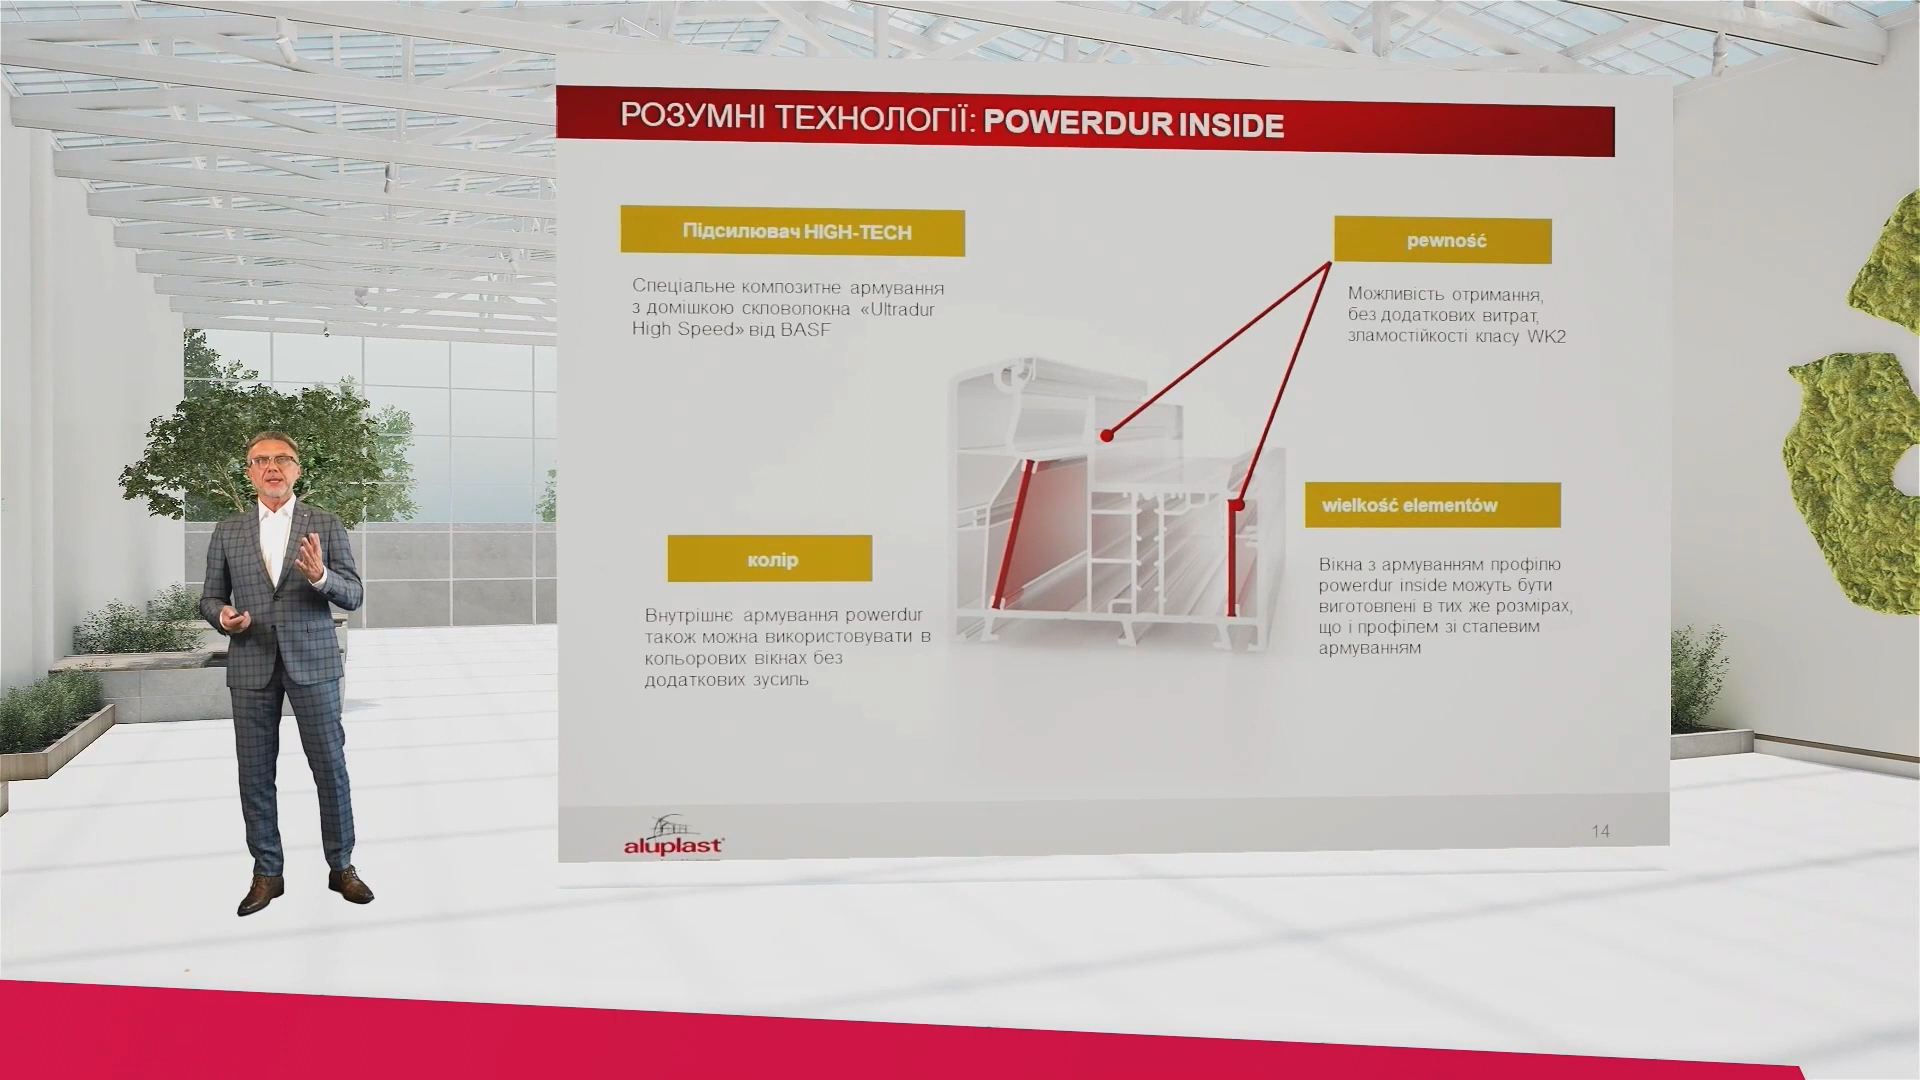 РОЗУМНІ ТЕХНОЛОГІЇ: POWERDUR INSIDE
Підсилювач HIGH-TECH
Спеціальне композитне армування
з домішкою скловолокна «Ultradur
High Speed» від BASF
pewność
Можливість отримання,
без додаткових витрат,
зламостійкості класу WK2
колір
Внутрішнє армування powerdur
також можна використовувати в
кольорових вікнах без
додаткових зусиль
wielkość elementów
Вікна з армуванням профілю
powerdur inside можуть бути
виготовлені в тих же розмірах,
що і профілем зі сталевим
армуванням
aluplast®
14